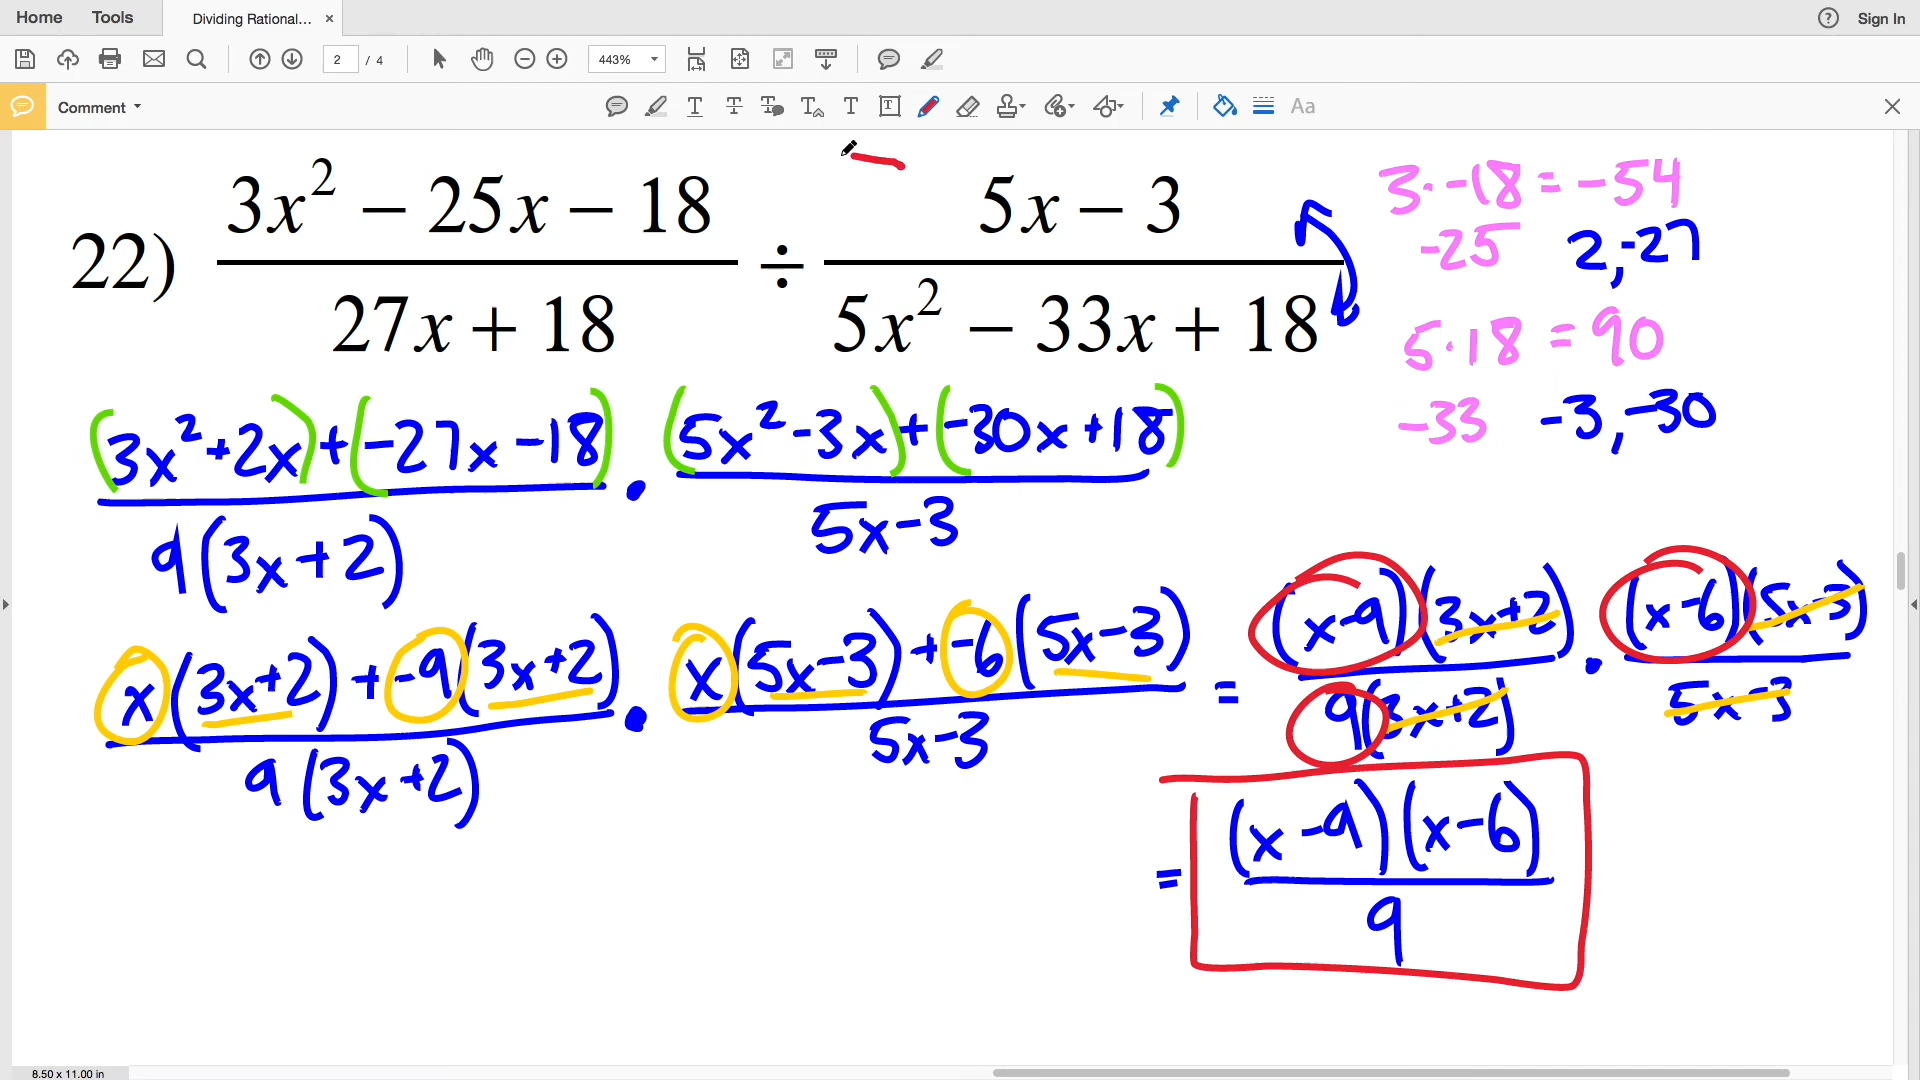 Home Tools Dividing Rational... × ? Sign In
2 / 4 443%
Comment Aa
22) (3x² − 25x − 18)/(27x + 18) ÷ (5x − 3)/(5x² − 33x + 18)
3·-18 = -54
-25 2,-27
5·18 = 90
-33 -3,-30
((3x²+2x)+(-27x-18))/(9(3x+2)) · ((5x²-3x)+(-30x+18))/(5x-3)
(x(3x+2)+-9(3x+2))/(9(3x+2)) · (x(5x-3)+-6(5x-3))/(5x-3) = ((x-9)(3x+2))/(9(3x+2)) · ((x-6)(5x-3))/(5x-3)
= ((x-9)(x-6))/9
8.50 x 11.00 in